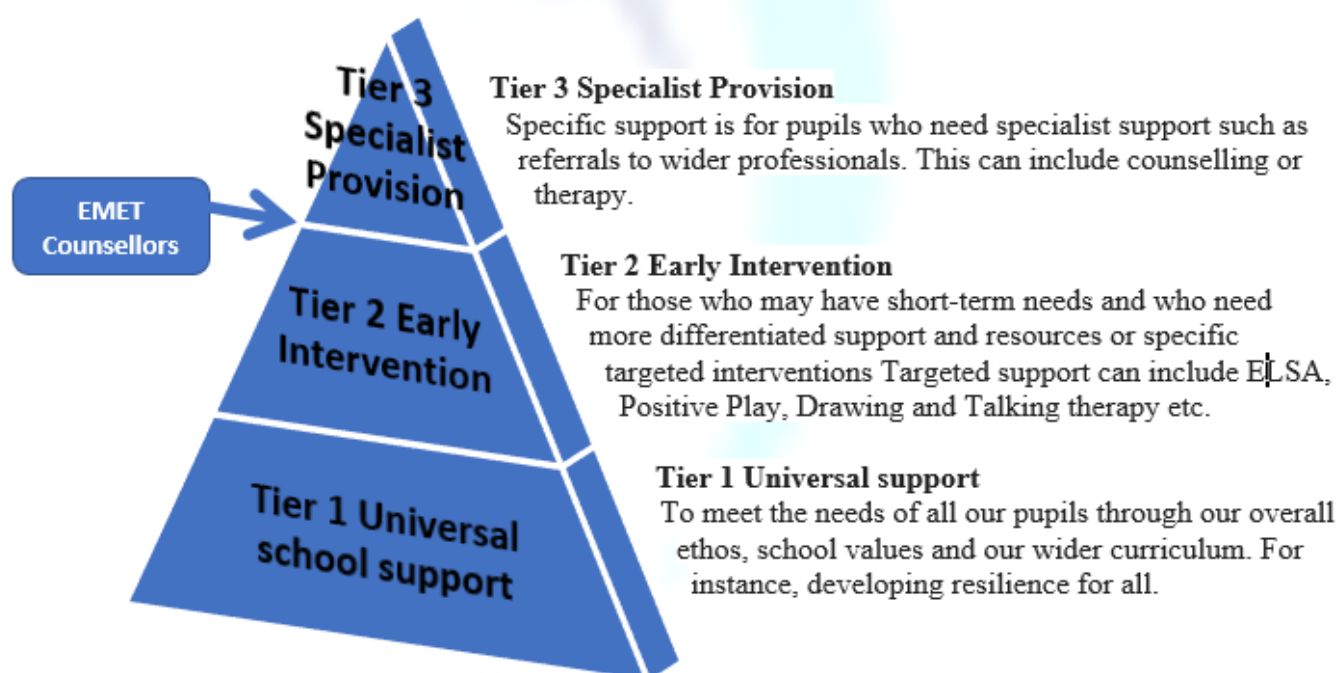 Tier 3
Specialist
Provision
Tier 3 Specialist Provision
Specific support is for pupils who need specialist support such as
referrals to wider professionals. This can include counselling or
therapy.
EMET
Counsellors
Tier 2 Early
Intervention
Tier 2 Early Intervention
For those who may have short-term needs and who need
more differentiated support and resources or specific
targeted interventions Targeted support can include ELSA,
Positive Play, Drawing and Talking therapy etc.
Tier 1 Universal
school support
Tier 1 Universal support
To meet the needs of all our pupils through our overall
ethos, school values and our wider curriculum. For
instance, developing resilience for all.